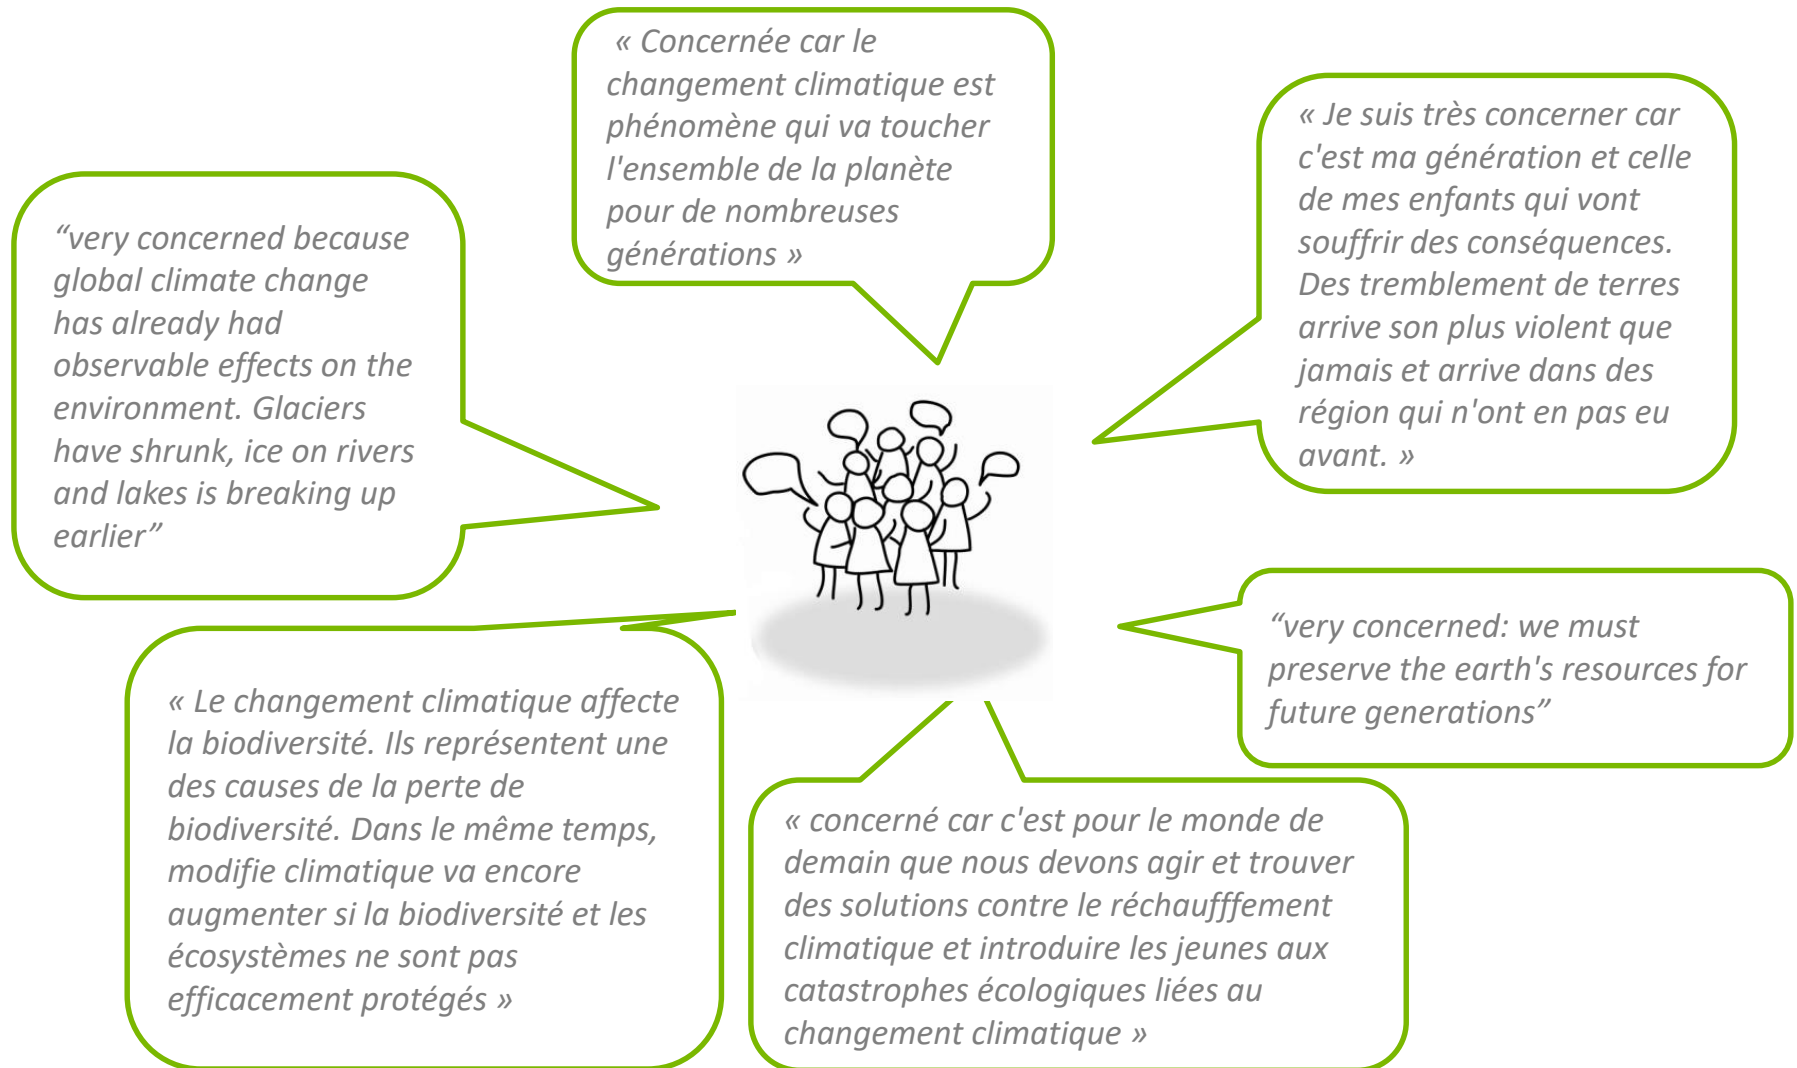 « Concernée car le
changement climatique est
phénomène qui va toucher
l'ensemble de la planète
pour de nombreuses
générations »
« Je suis très concerner car
c'est ma génération et celle
de mes enfants qui vont
souffrir des conséquences.
Des tremblement de terres
arrive son plus violent que
jamais et arrive dans des
région qui n'ont en pas eu
avant. »
“very concerned because
global climate change
has already had
observable effects on the
environment. Glaciers
have shrunk, ice on rivers
and lakes is breaking up
earlier”
“very concerned: we must
preserve the earth's resources for
future generations”
« Le changement climatique affecte
la biodiversité. Ils représentent une
des causes de la perte de
biodiversité. Dans le même temps,
modifie climatique va encore
augmenter si la biodiversité et les
écosystèmes ne sont pas
efficacement protégés »
« concerné car c'est pour le monde de
demain que nous devons agir et trouver
des solutions contre le réchaufffement
climatique et introduire les jeunes aux
catastrophes écologiques liées au
changement climatique »